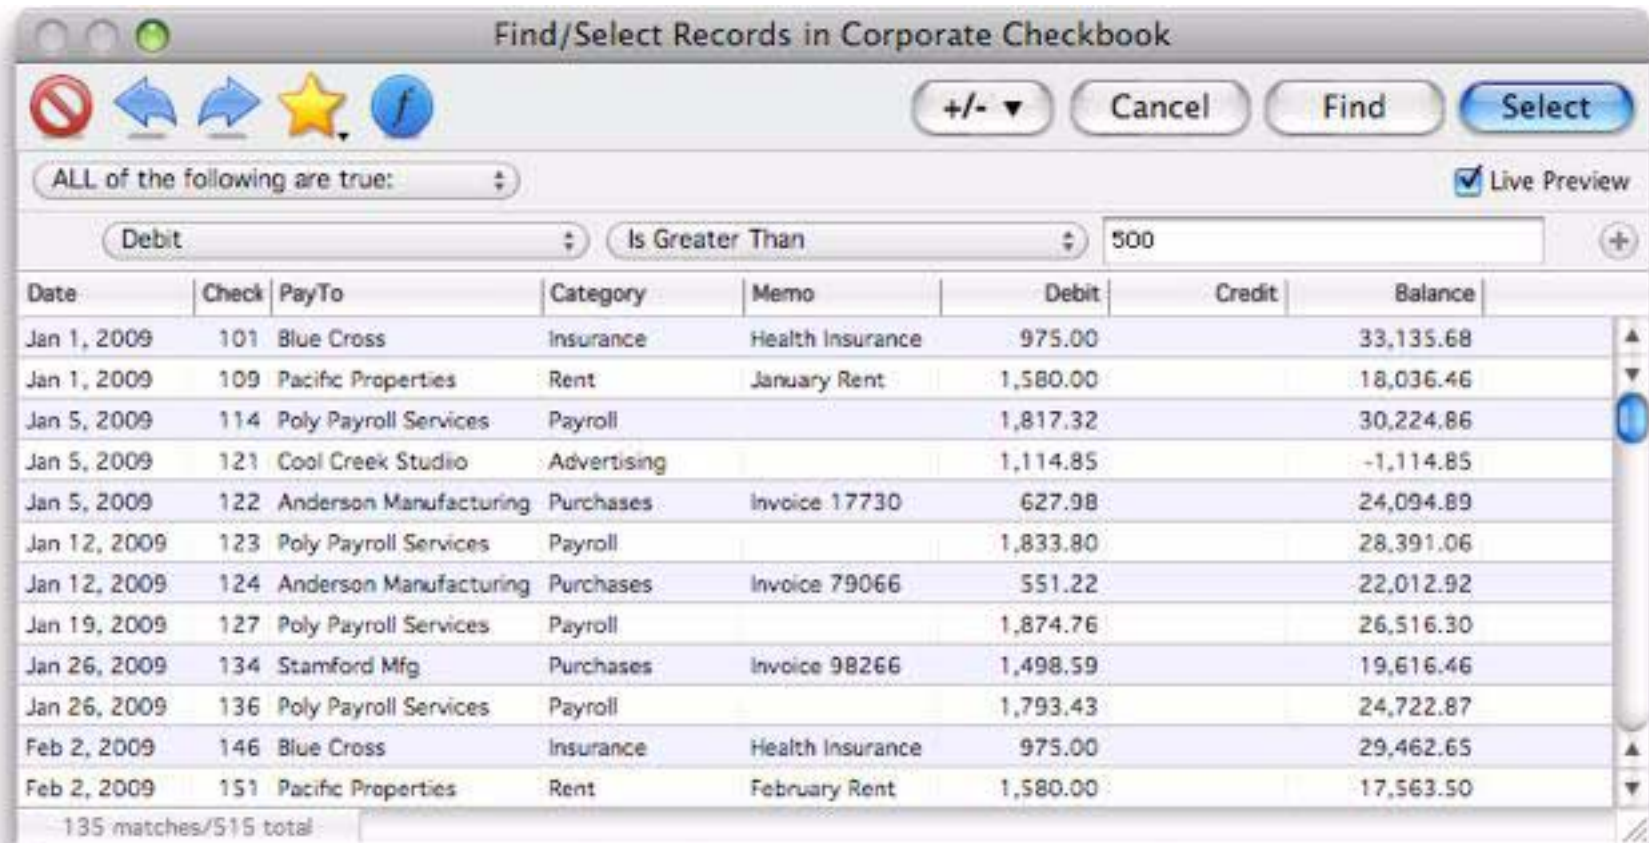 Find/Select Records in Corporate Checkbook
+/- ▼ Cancel Find Select
ALL of the following are true: Live Preview
Debit Is Greater Than 500
Date Check PayTo Category Memo Debit Credit Balance
Jan 1, 2009 101 Blue Cross Insurance Health Insurance 975.00 33,135.68
Jan 1, 2009 109 Pacific Properties Rent January Rent 1,580.00 18,036.46
Jan 5, 2009 114 Poly Payroll Services Payroll 1,817.32 30,224.86
Jan 5, 2009 121 Cool Creek Studiio Advertising 1,114.85 -1,114.85
Jan 5, 2009 122 Anderson Manufacturing Purchases Invoice 17730 627.98 24,094.89
Jan 12, 2009 123 Poly Payroll Services Payroll 1,833.80 28,391.06
Jan 12, 2009 124 Anderson Manufacturing Purchases Invoice 79066 551.22 22,012.92
Jan 19, 2009 127 Poly Payroll Services Payroll 1,874.76 26,516.30
Jan 26, 2009 134 Stamford Mfg Purchases Invoice 98266 1,498.59 19,616.46
Jan 26, 2009 136 Poly Payroll Services Payroll 1,793.43 24,722.87
Feb 2, 2009 146 Blue Cross Insurance Health Insurance 975.00 29,462.65
Feb 2, 2009 151 Pacific Properties Rent February Rent 1,580.00 17,563.50
135 matches/515 total